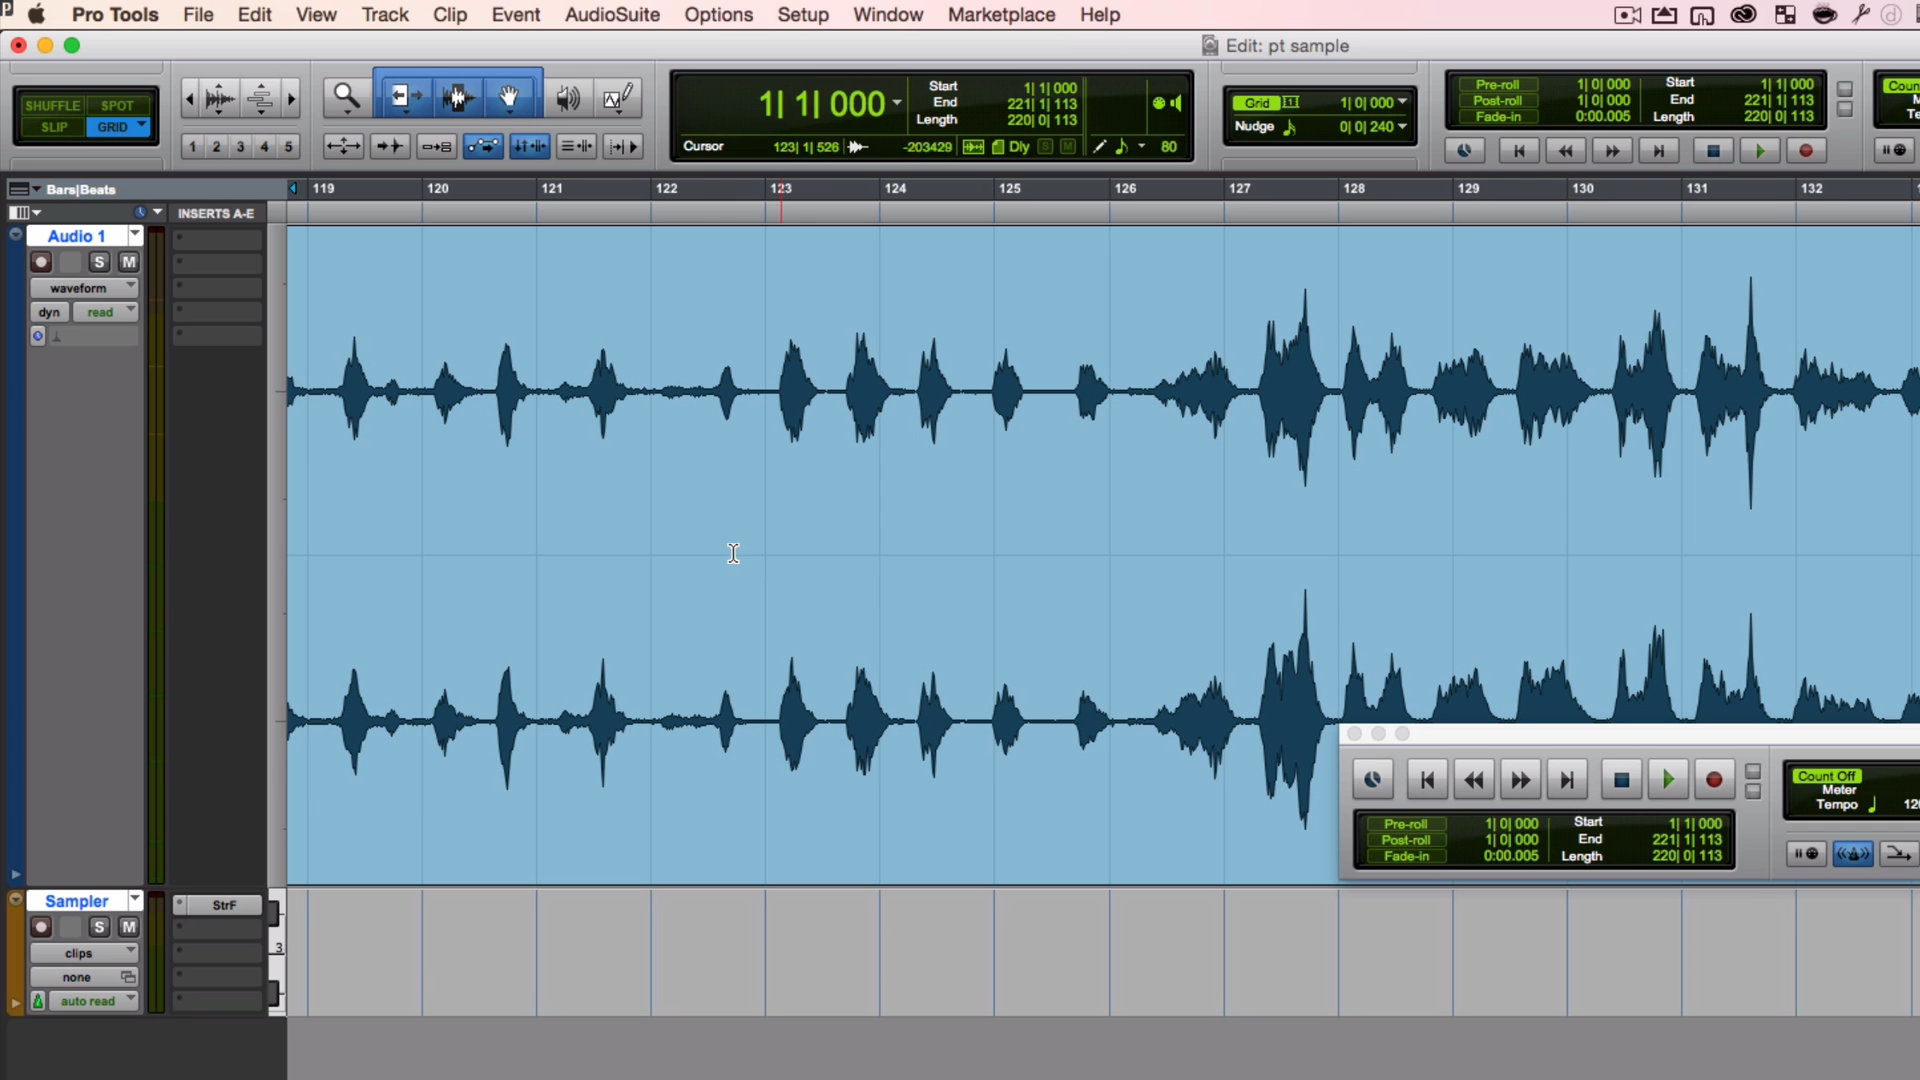 Pro Tools File Edit View Track Clip Event AudioSuite Options Setup Window Marketplace Help
Edit: pt sample
SHUFFLE SPOT
SLIP GRID
1 2 3 4 5
1| 1| 000
Start 1| 1| 000
End 221| 1| 113
Length 220| 0| 113
Cursor 123| 1| 526 -203429 Dly S M 80
Grid 1| 0| 000
Nudge 0| 0| 240
Pre-roll 1| 0| 000 Start 1| 1| 000
Post-roll 1| 0| 000 End 221| 1| 113
Fade-in 0:00.005 Length 220| 0| 113
Coun
M
Te
Bars|Beats 119 120 121 122 123 124 125 126 127 128 129 130 131 132
INSERTS A-E
Audio 1
S M
waveform
dyn read
Count Off
Meter
Tempo 12
Pre-roll 1| 0| 000 Start 1| 1| 000
Post-roll 1| 0| 000 End 221| 1| 113
Fade-in 0:00.005 Length 220| 0| 113
Sampler StrF
S M
clips 3
none
auto read